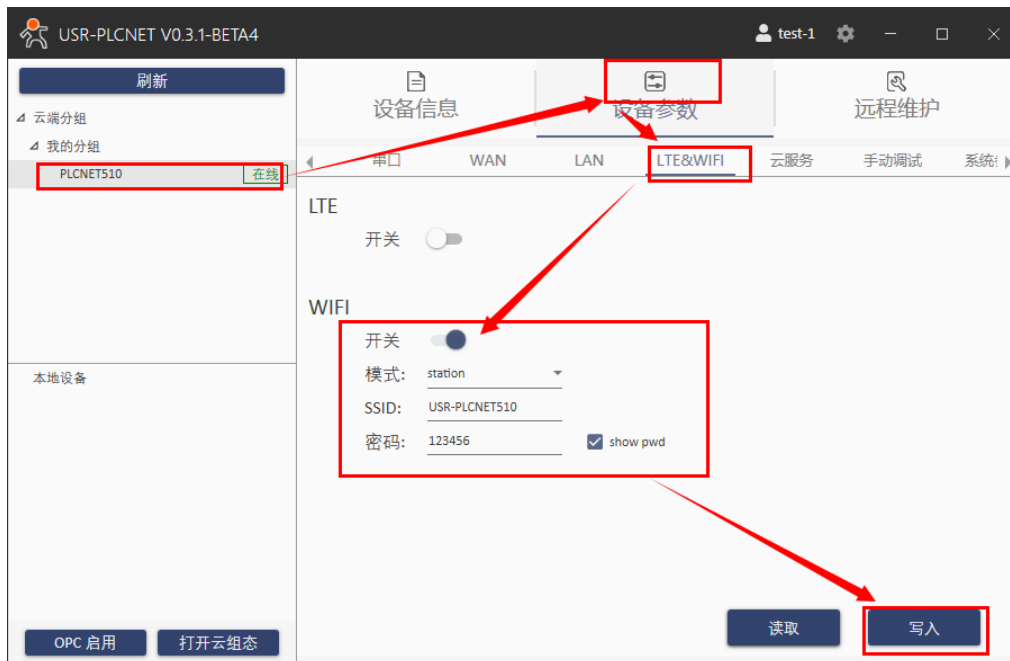 USR-PLCNET V0.3.1-BETA4
test-1
刷新
云端分组
我的分组
PLCNET510 在线
本地设备
OPC 启用 打开云组态
设备信息 设备参数 远程维护
串口 WAN LAN LTE&WIFI 云服务 手动调试
LTE
开关
WIFI
开关
模式: station
SSID: USR-PLCNET510
密码: 123456 show pwd
读取 写入